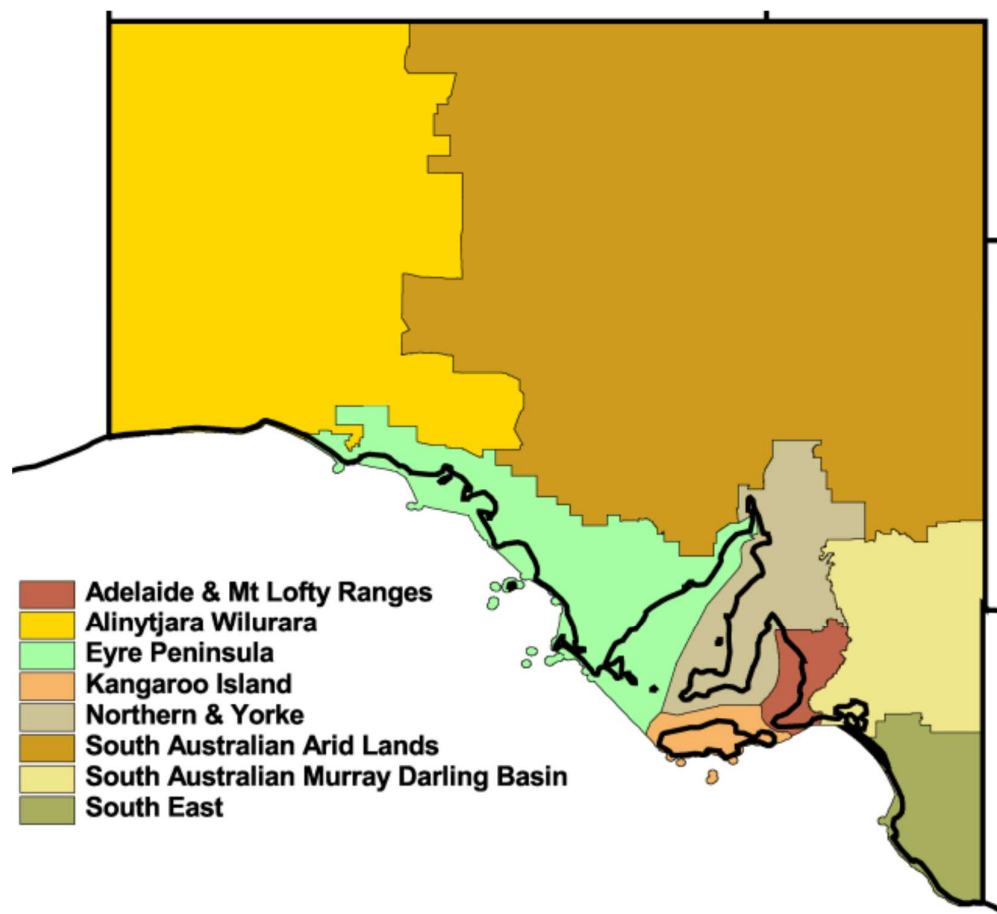 Adelaide & Mt Lofty Ranges
Alinytjara Wilurara
Eyre Peninsula
Kangaroo Island
Northern & Yorke
South Australian Arid Lands
South Australian Murray Darling Basin
South East